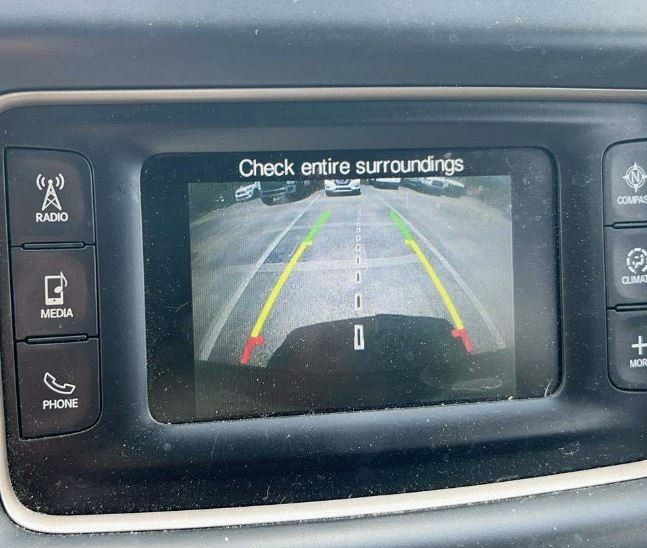 Check entire surroundings
RADIO
MEDIA
PHONE
N
COMPAS
CLIMAT
MOR